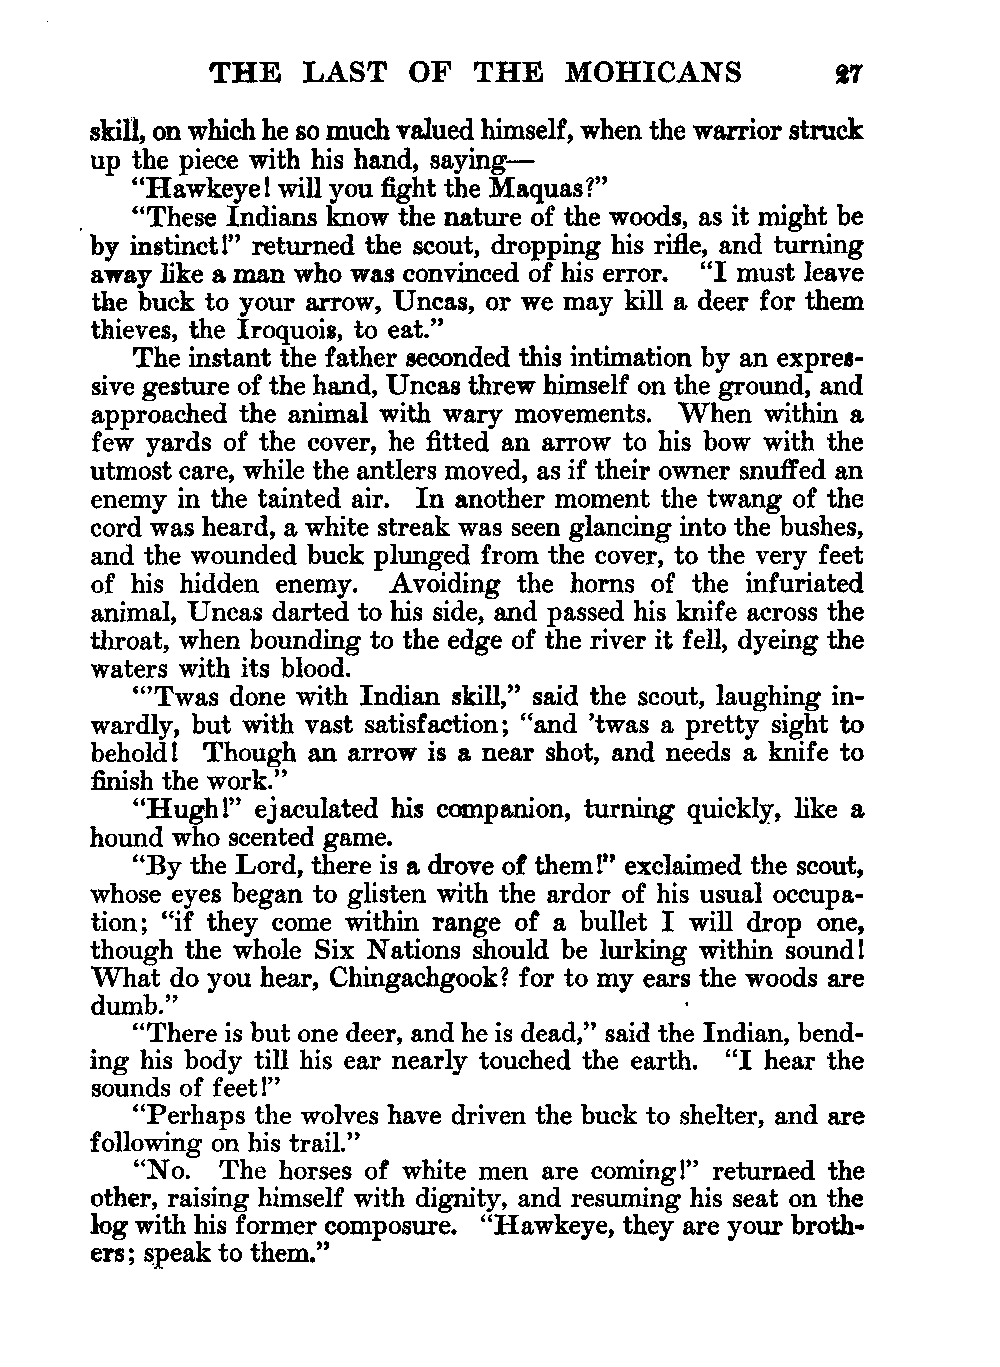 THE LAST OF THE MOHICANS 27
skill, on which he so much valued himself, when the warrior struck
up the piece with his hand, saying—
“Hawkeye! will you fight the Maquas?”
“These Indians know the nature of the woods, as it might be
by instinct!” returned the scout, dropping his rifle, and turning
away like a man who was convinced of his error. “I must leave
the buck to your arrow, Uncas, or we may kill a deer for them
thieves, the Iroquois, to eat.”
The instant the father seconded this intimation by an expres-
sive gesture of the hand, Uncas threw himself on the ground, and
approached the animal with wary movements. When within a
few yards of the cover, he fitted an arrow to his bow with the
utmost care, while the antlers moved, as if their owner snuffed an
enemy in the tainted air. In another moment the twang of the
cord was heard, a white streak was seen glancing into the bushes,
and the wounded buck plunged from the cover, to the very feet
of his hidden enemy. Avoiding the horns of the infuriated
animal, Uncas darted to his side, and passed his knife across the
throat, when bounding to the edge of the river it fell, dyeing the
waters with its blood.
“’Twas done with Indian skill,” said the scout, laughing in-
wardly, but with vast satisfaction; “and ’twas a pretty sight to
behold! Though an arrow is a near shot, and needs a knife to
finish the work.”
“Hugh!” ejaculated his companion, turning quickly, like a
hound who scented game.
“By the Lord, there is a drove of them!” exclaimed the scout,
whose eyes began to glisten with the ardor of his usual occupa-
tion; “if they come within range of a bullet I will drop one,
though the whole Six Nations should be lurking within sound!
What do you hear, Chingachgook? for to my ears the woods are
dumb.”
“There is but one deer, and he is dead,” said the Indian, bend-
ing his body till his ear nearly touched the earth. “I hear the
sounds of feet!”
“Perhaps the wolves have driven the buck to shelter, and are
following on his trail.”
“No. The horses of white men are coming!” returned the
other, raising himself with dignity, and resuming his seat on the
log with his former composure. “Hawkeye, they are your broth-
ers; speak to them.”